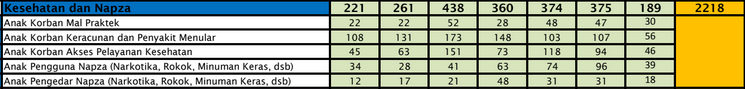 Kesehatan dan Napza 221 261 438 360 374 375 189 2218
Anak Korban Mal Praktek 22 22 52 28 48 47 30
Anak Korban Keracunan dan Penyakit Menular 108 131 173 148 103 107 56
Anak Korban Akses Pelayanan Kesehatan 45 63 151 73 118 94 46
Anak Pengguna Napza (Narkotika, Rokok, Minuman Keras, dsb) 34 28 41 63 74 96 39
Anak Pengedar Napza (Narkotika, Rokok, Minuman Keras, dsb) 12 17 21 48 31 31 18